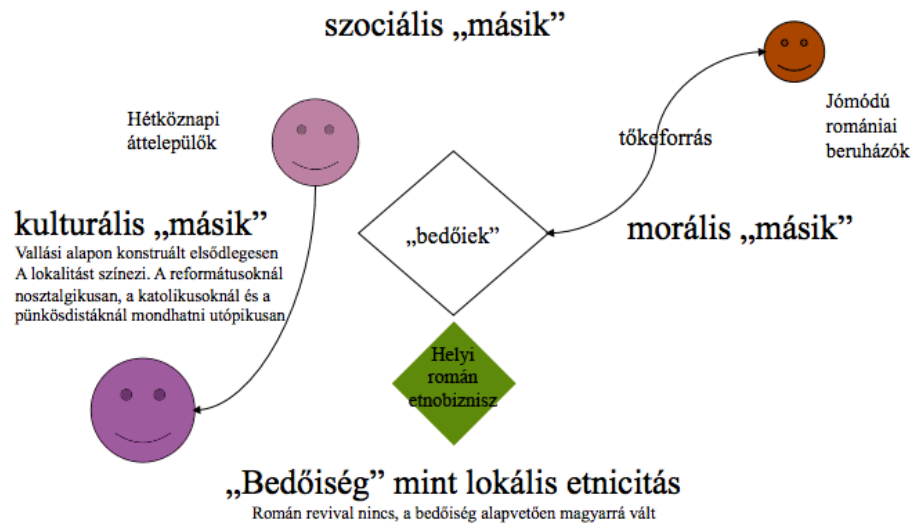 szociális „másik”
Hétköznapi
áttelepülők
Jómódú
romániai
beruházók
tőkeforrás
kulturális „másik”
Vallási alapon konstruált elsődlegesen
A lokalitást színezi. A reformátusoknál
nosztalgikusan, a katolikusoknál és a
pünkösdistáknál mondhatni utópikusan
„bedőiek”
morális „másik”
Helyi
román
etnobiznisz
„Bedőiség” mint lokális etnicitás
Román revival nincs, a bedőiség alapvetően magyarrá vált